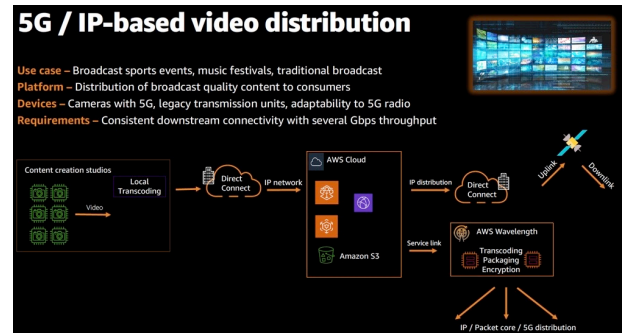 5G / IP-based video distribution
Use case – Broadcast sports events, music festivals, traditional broadcast
Platform – Distribution of broadcast quality content to consumers
Devices – Cameras with 5G, legacy transmission units, adaptability to 5G radio
Requirements – Consistent downstream connectivity with several Gbps throughput
Content creation studios
Video
Local
Transcoding
Direct
Connect
IP network
AWS Cloud
Amazon S3
IP distribution
Direct
Connect
Uplink
Downlink
Service link
AWS Wavelength
Transcoding
Packaging
Encryption
IP / Packet core / 5G distribution